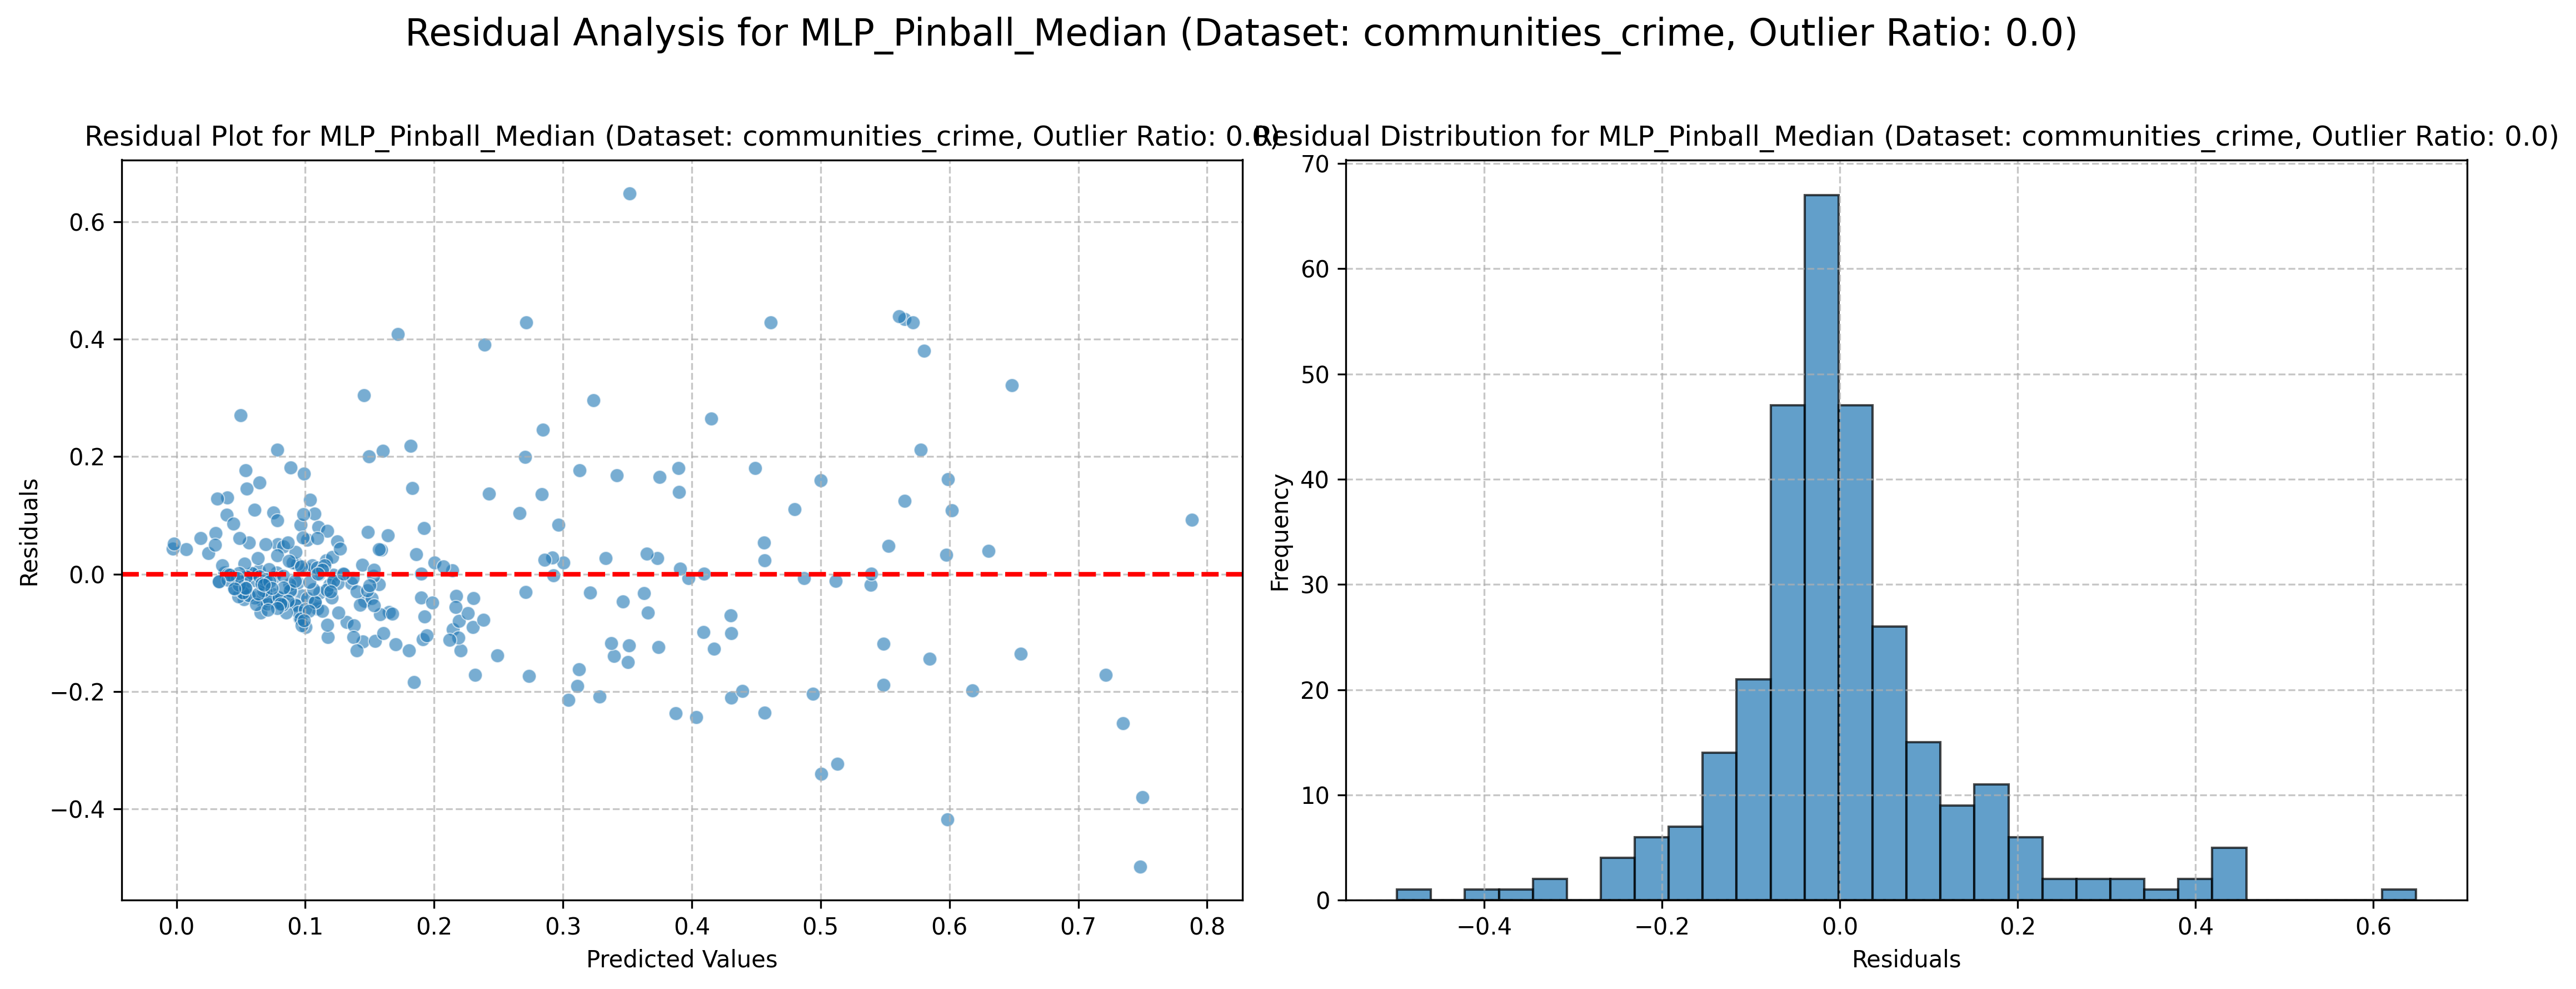 Residual Analysis for MLP_Pinball_Median (Dataset: communities_crime, Outlier Ratio: 0.0)
Residual Plot for MLP_Pinball_Median (Dataset: communities_crime, Outlier Ratio: 0.0)
Residuals
0.6
0.4
0.2
0.0
−0.2
−0.4
0.0 0.1 0.2 0.3 0.4 0.5 0.6 0.7 0.8
Predicted Values
Residual Distribution for MLP_Pinball_Median (Dataset: communities_crime, Outlier Ratio: 0.0)
Frequency
70
60
50
40
30
20
10
0
−0.4 −0.2 0.0 0.2 0.4 0.6
Residuals